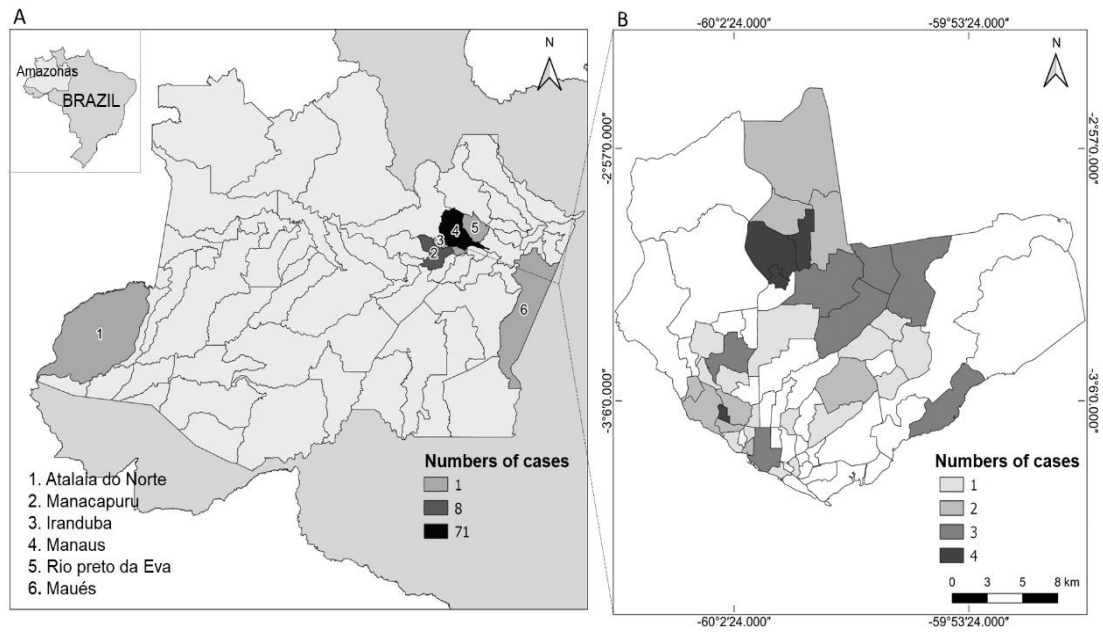 A
Amazonas
BRAZIL
N
1
2
3
4
5
6
1. Atalaia do Norte
2. Manacapuru
3. Iranduba
4. Manaus
5. Rio preto da Eva
6. Maués
Numbers of cases
1
8
71
B
-60°2'24.000"
-59°53'24.000"
N
-2°57'0.000"
-2°57'0.000"
-3°6'0.000"
-3°6'0.000"
Numbers of cases
1
2
3
4
0 3 5 8 km
-60°2'24.000"
-59°53'24.000"